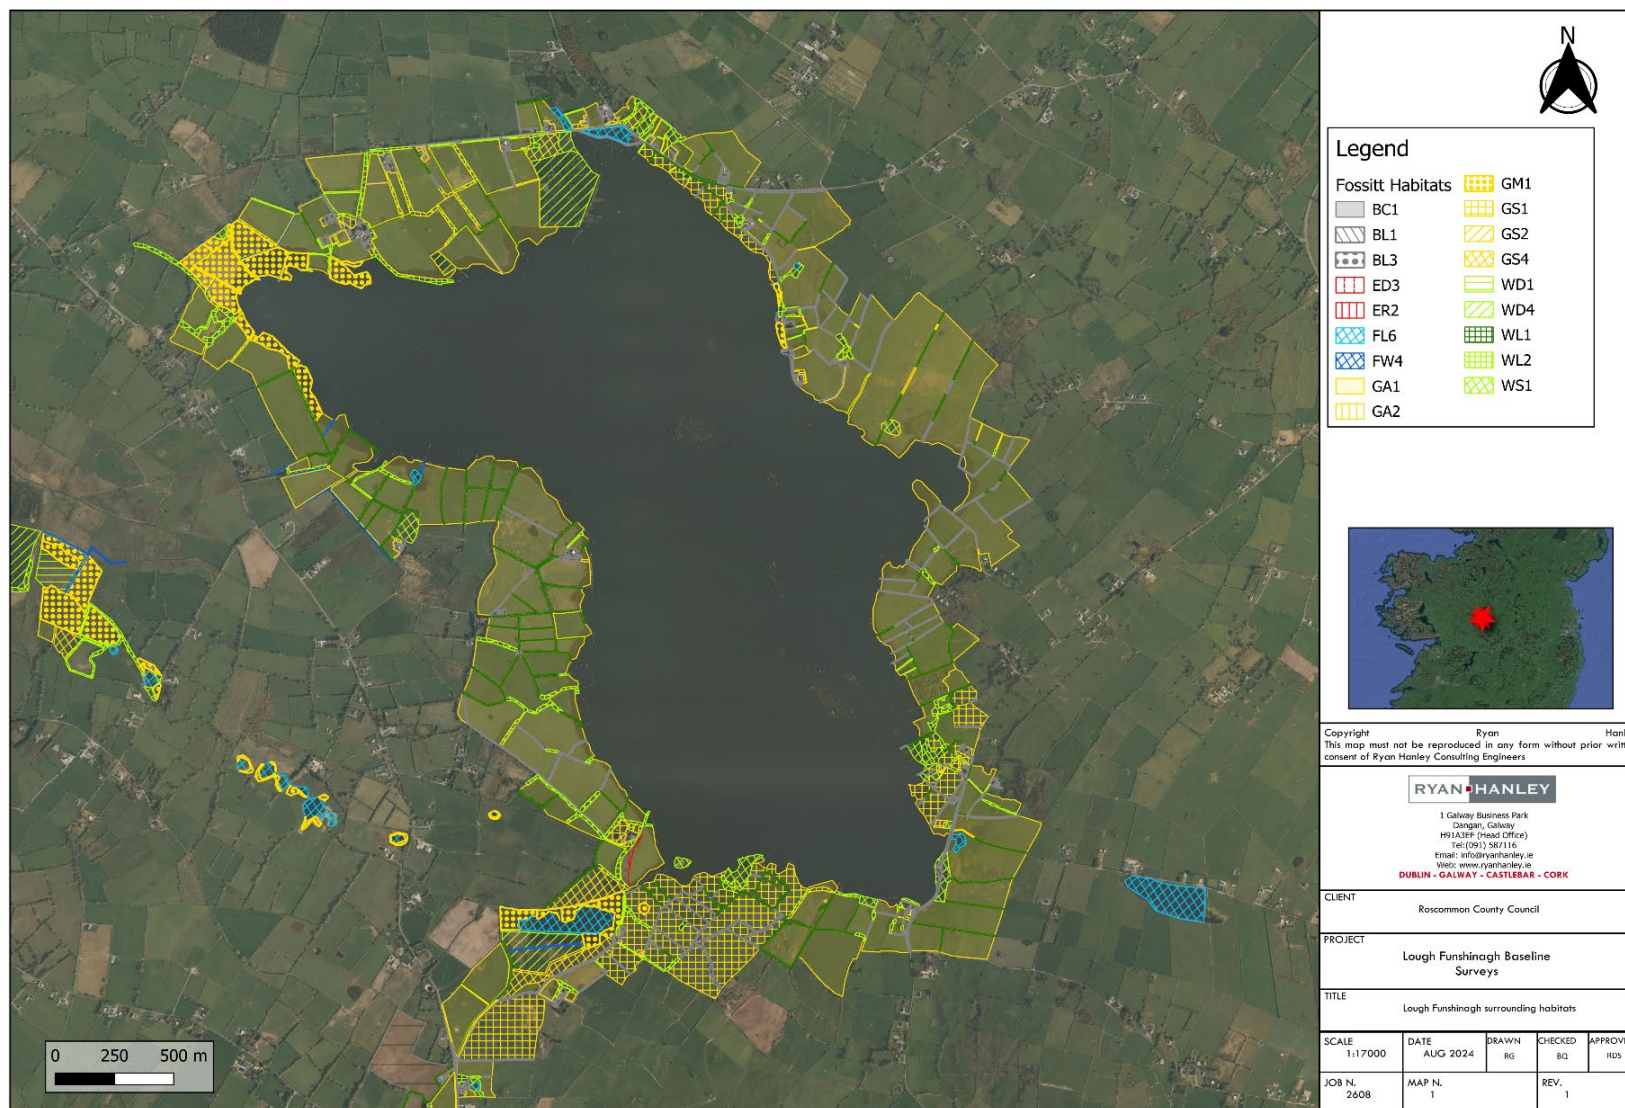 N
Legend
Fossitt Habitats
BC1
BL1
BL3
ED3
ER2
FL6
FW4
GA1
GA2
GM1
GS1
GS2
GS4
WD1
WD4
WL1
WL2
WS1
0 250 500 m
Copyright Ryan
This map must not be reproduced in any form without prior
consent of Ryan Hanley Consulting Engineers
RYAN HANLEY
1 Galway Business Park
Dangan, Galway
H91A3EF (Head Office)
Tel:(091) 587116
Email: info@ryanhanley.ie
Web: www.ryanhanley.ie
DUBLIN - GALWAY - CASTLEBAR - CORK
CLIENT
Roscommon County Council
PROJECT
Lough Funshinagh Baseline
Surveys
TITLE
Lough Funshinagh surrounding habitats
SCALE
1:17000
DATE
AUG 2024
DRAWN
RG
CHECKED
BQ
RDS
JOB N.
2608
MAP N.
1
REV.
1